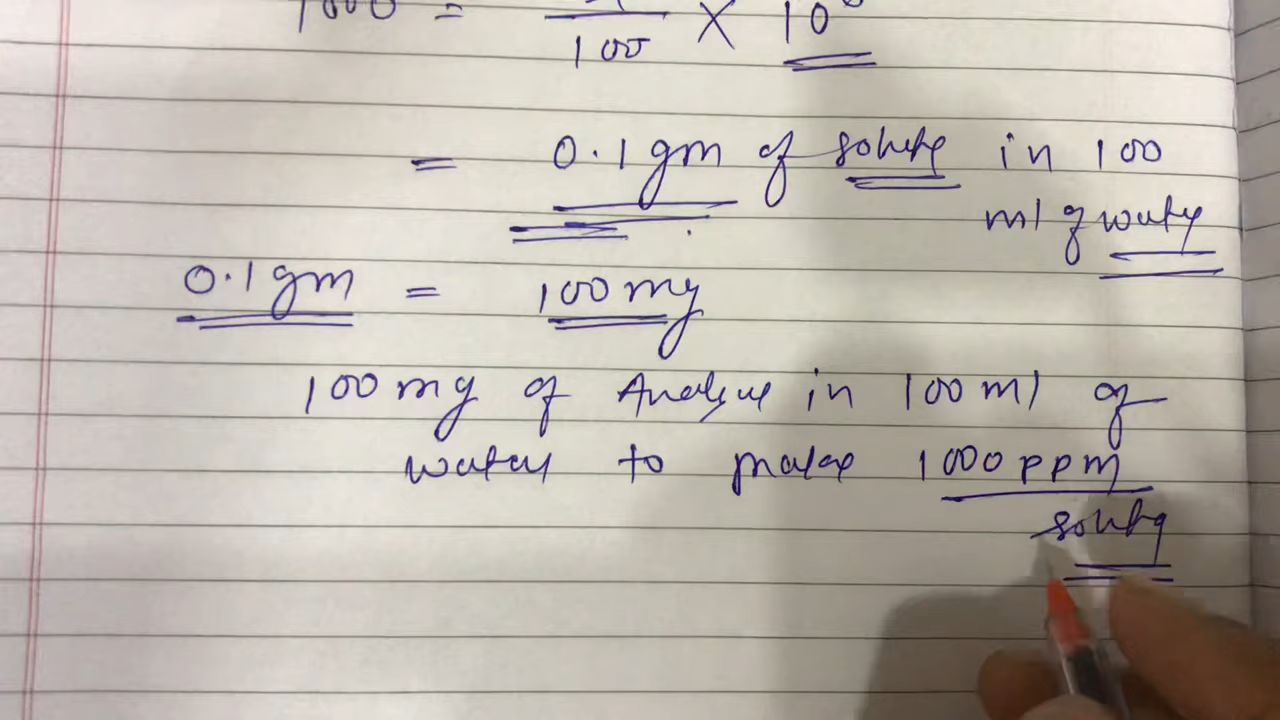 1000 = / 100 X 10
= 0.1 gm of solute in 100
ml of water
0.1 gm = 100 mg
100 mg of Analyte in 100 ml of
water to make 1000 ppm